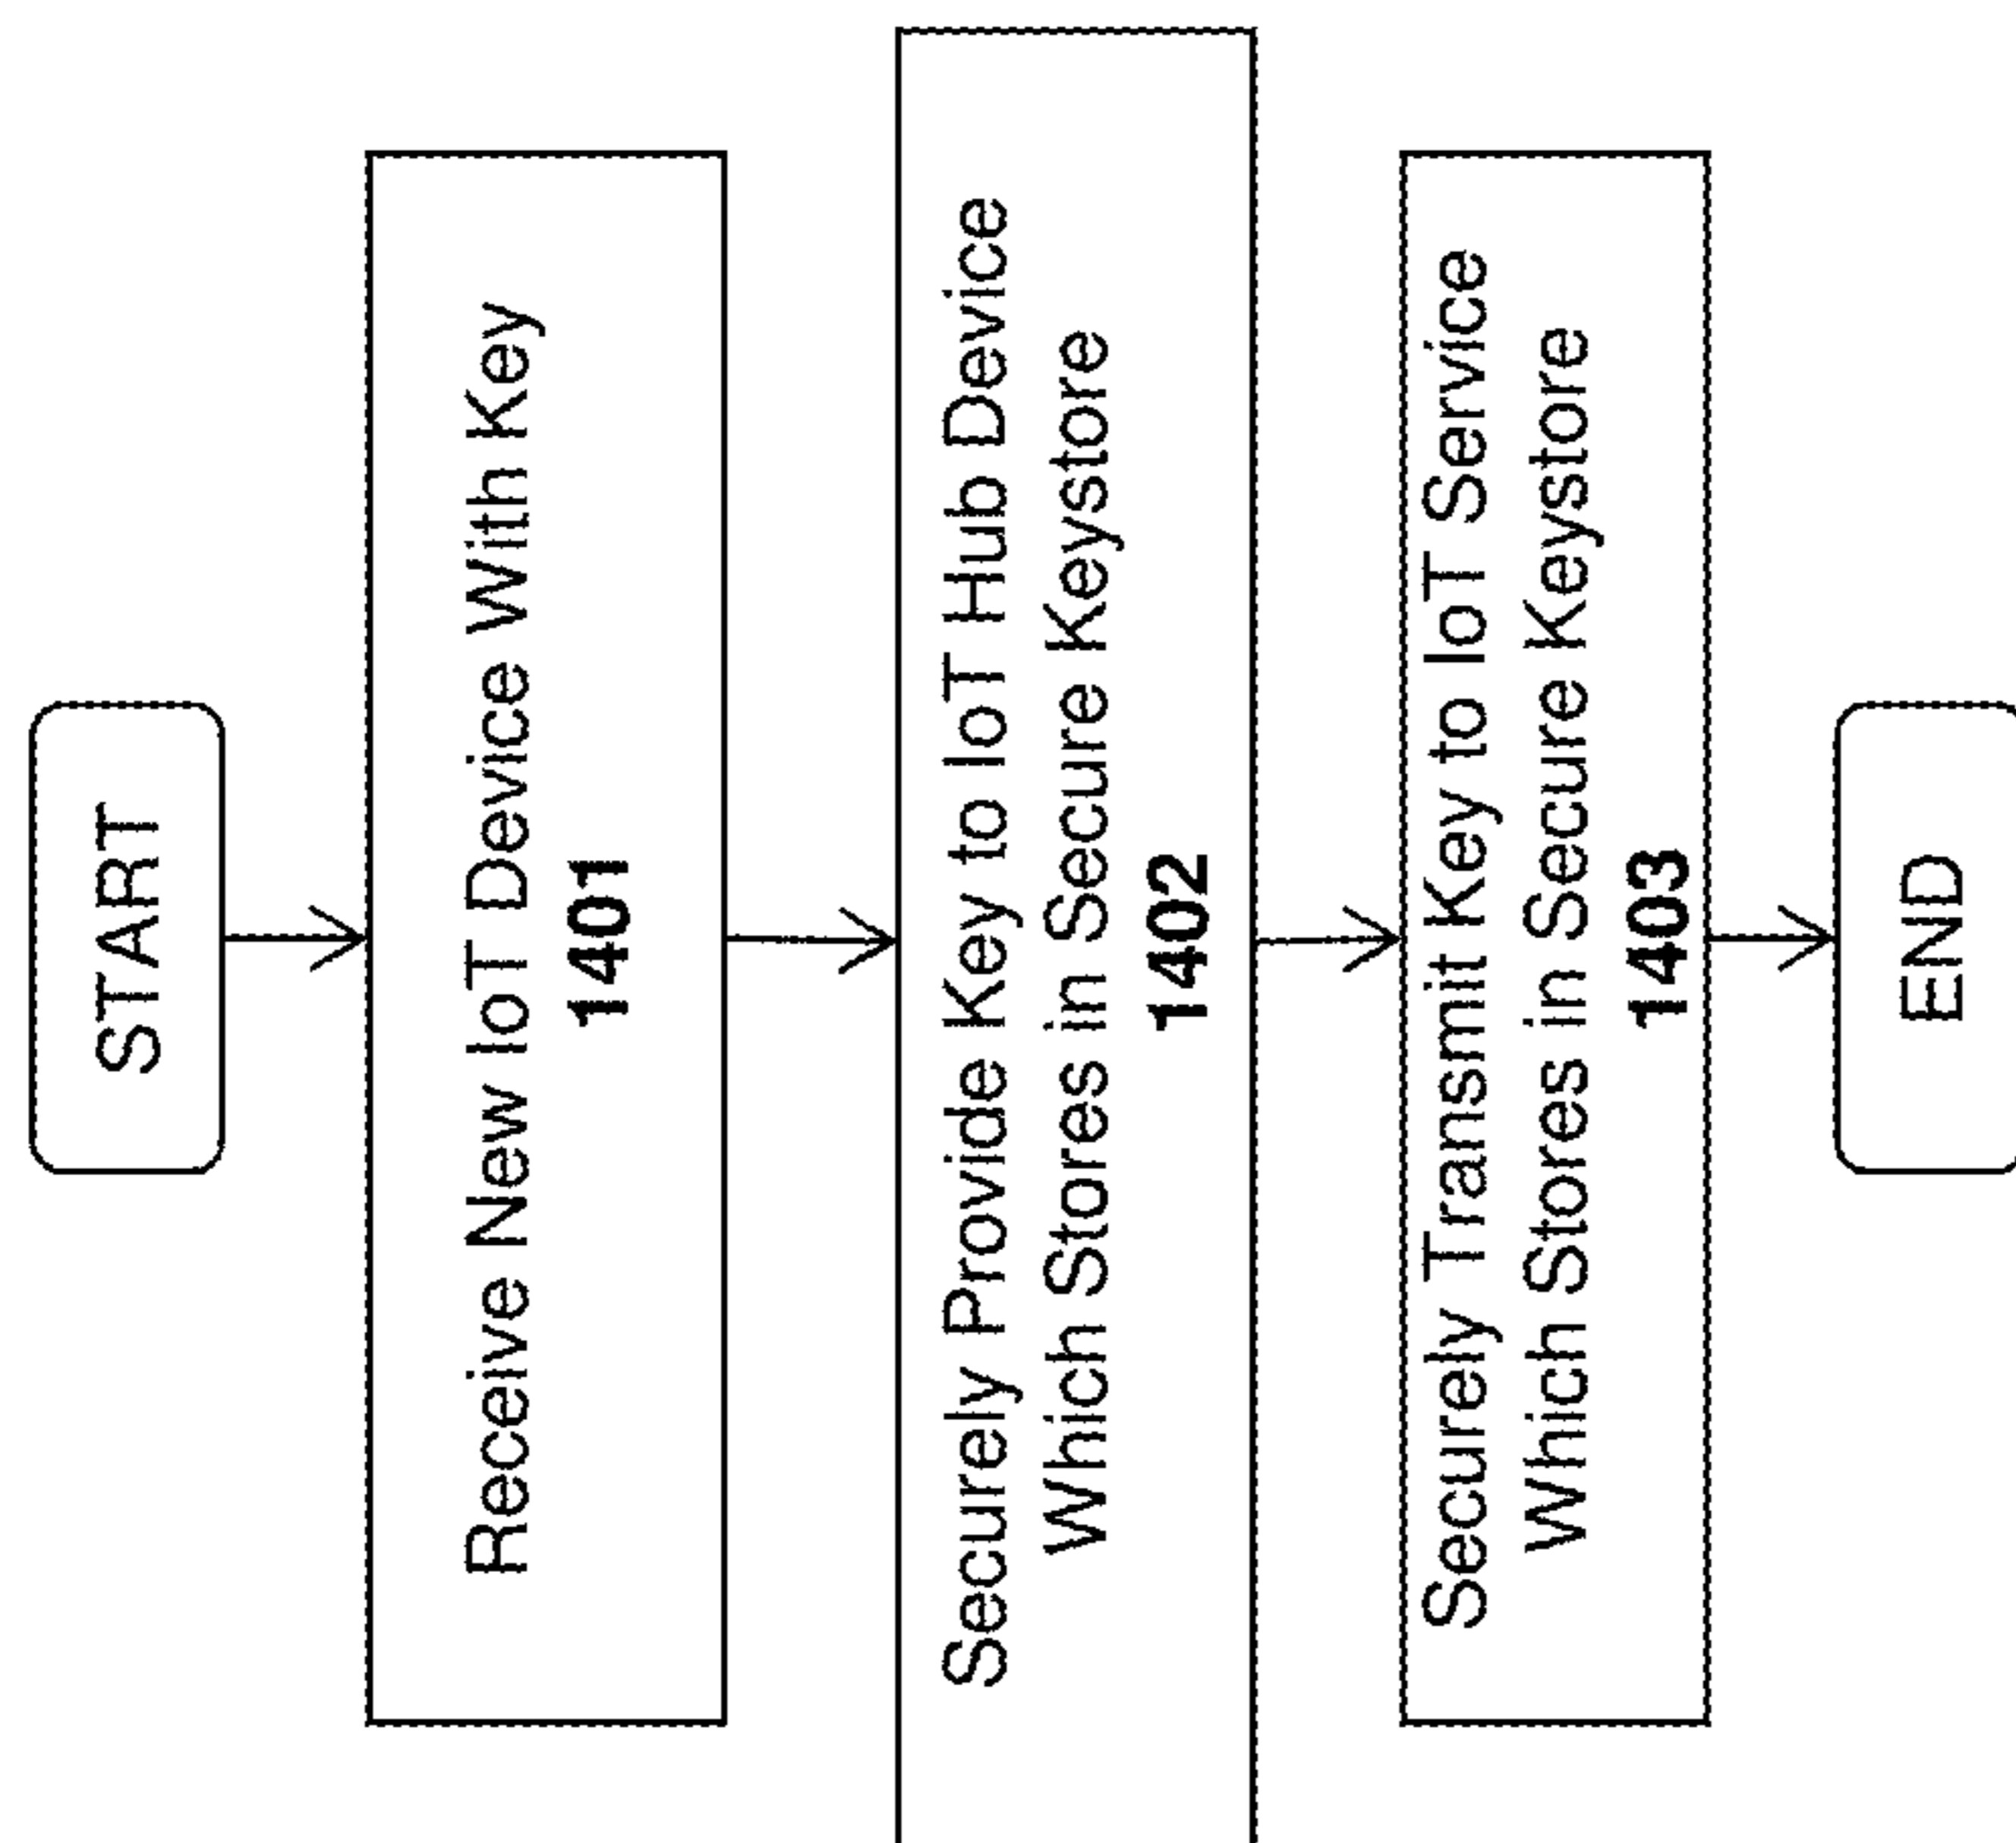 START
Receive New IoT Device With Key
1401
Securely Provide Key to IoT Hub Device
Which Stores in Secure Keystore
1402
Securely Transmit Key to IoT Service
Which Stores in Secure Keystore
1403
END